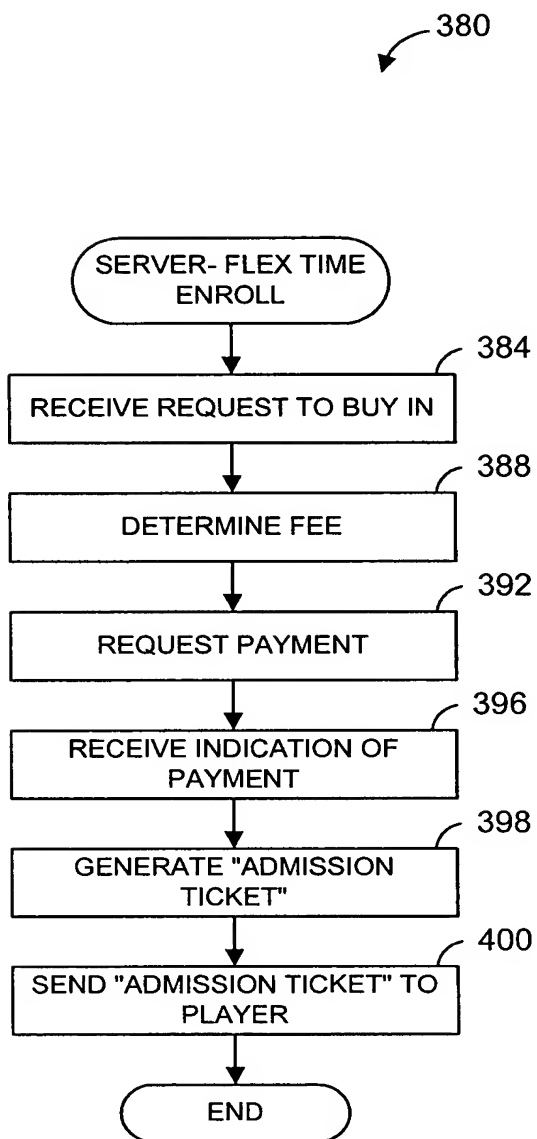 380
SERVER- FLEX TIME
ENROLL
384
RECEIVE REQUEST TO BUY IN
388
DETERMINE FEE
392
REQUEST PAYMENT
396
RECEIVE INDICATION OF
PAYMENT
398
GENERATE "ADMISSION
TICKET"
400
SEND "ADMISSION TICKET" TO
PLAYER
END